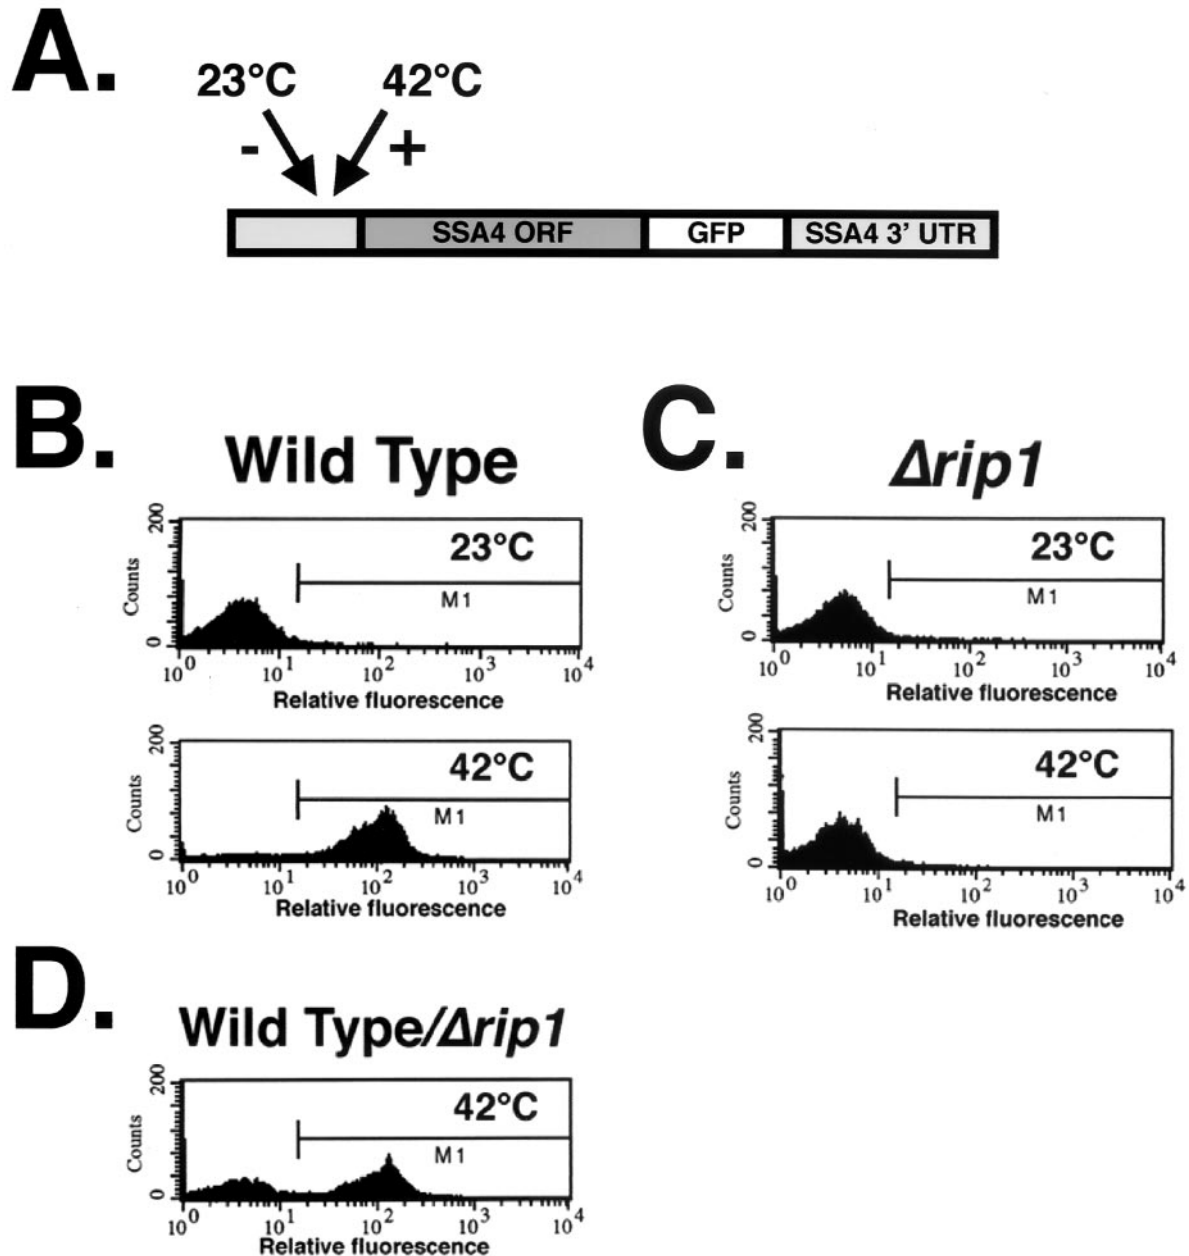 A.
23°C 42°C
- +
SSA4 ORF GFP SSA4 3’ UTR
B.
Wild Type
200
Counts
0
23°C
M1
10^0 10^1 10^2 10^3 10^4
Relative fluorescence
200
Counts
0
42°C
M1
10^0 10^1 10^2 10^3 10^4
Relative fluorescence
C.
Δrip1
200
Counts
0
23°C
M1
10^0 10^1 10^2 10^3 10^4
Relative fluorescence
200
Counts
0
42°C
M1
10^0 10^1 10^2 10^3 10^4
Relative fluorescence
D.
Wild Type/Δrip1
200
Counts
0
42°C
M1
10^0 10^1 10^2 10^3 10^4
Relative fluorescence